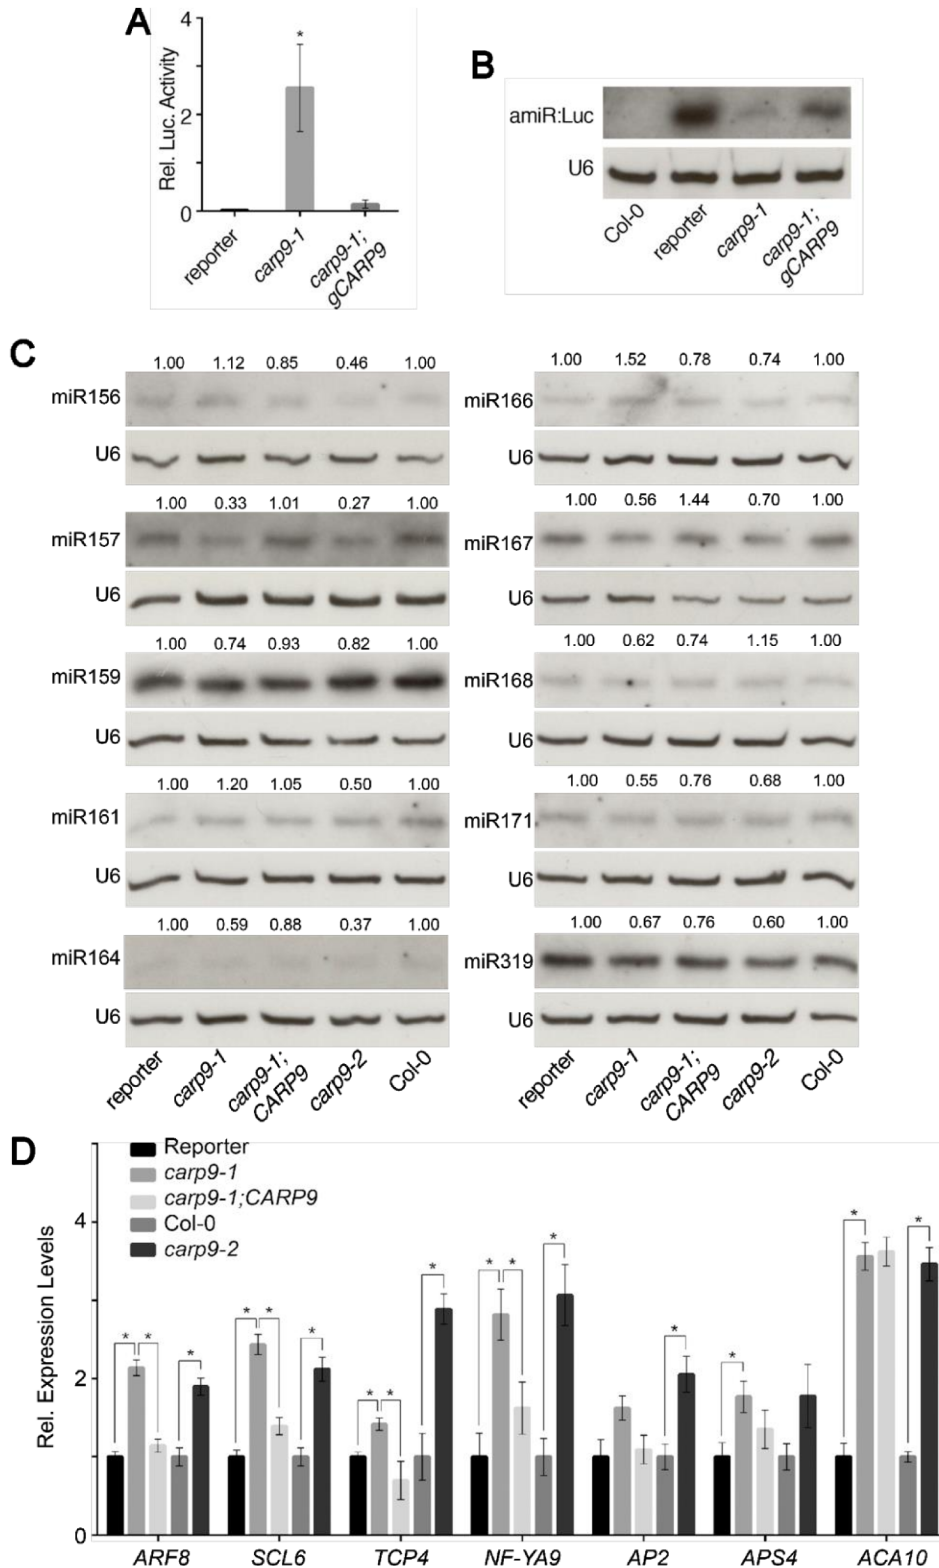 A
4
2
0
Rel. Luc. Activity
*
reporter
carp9-1
carp9-1;
gCARP9
B
amiR:Luc
U6
Col-0
reporter
carp9-1
carp9-1;
gCARP9
C
1.00 1.12 0.85 0.46 1.00
miR156
U6
1.00 0.33 1.01 0.27 1.00
miR157
U6
1.00 0.74 0.93 0.82 1.00
miR159
U6
1.00 1.20 1.05 0.50 1.00
miR161
U6
1.00 0.59 0.88 0.37 1.00
miR164
U6
reporter
carp9-1
carp9-1;
CARP9
carp9-2
Col-0
1.00 1.52 0.78 0.74 1.00
miR166
U6
1.00 0.56 1.44 0.70 1.00
miR167
U6
1.00 0.62 0.74 1.15 1.00
miR168
U6
1.00 0.55 0.76 0.68 1.00
miR171
U6
1.00 0.67 0.76 0.60 1.00
miR319
U6
reporter
carp9-1
carp9-1;
CARP9
carp9-2
Col-0
D
Reporter
carp9-1
carp9-1;CARP9
Col-0
carp9-2
Rel. Expression Levels
4
2
0
* * *
* * *
* * *
* * *
*
*
* *
ARF8 SCL6 TCP4 NF-YA9 AP2 APS4 ACA10